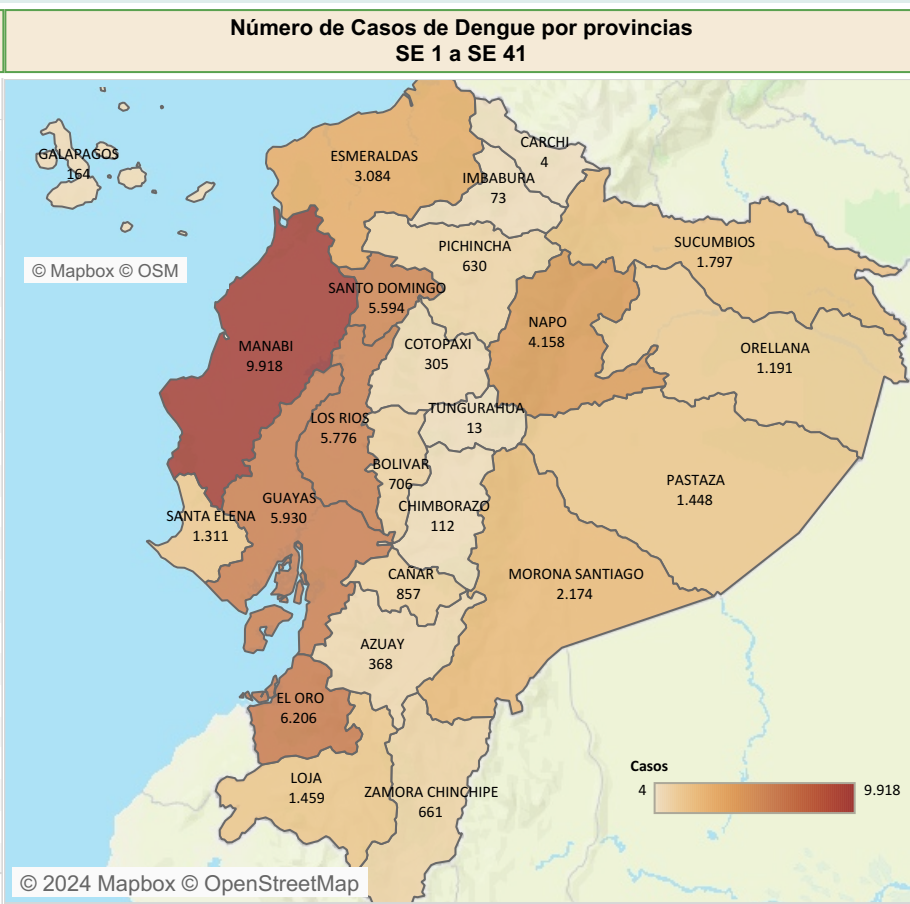 Número de Casos de Dengue por provincias
SE 1 a SE 41
CARCHI
4
GALAPAGOS
164
ESMERALDAS
3.084
IMBABURA
73
SUCUMBIOS
1.797
PICHINCHA
630
© Mapbox © OSM
SANTO DOMINGO
5.594
NAPO
4.158
MANABI
9.918
COTOPAXI
305
ORELLANA
1.191
TUNGURAHUA
13
LOS RIOS
5.776
BOLIVAR
706
PASTAZA
1.448
GUAYAS
5.930
CHIMBORAZO
112
SANTA ELENA
1.311
CAÑAR
857
MORONA SANTIAGO
2.174
AZUAY
368
EL ORO
6.206
LOJA
1.459
ZAMORA CHINCHIPE
661
Casos
4
9.918
© 2024 Mapbox © OpenStreetMap